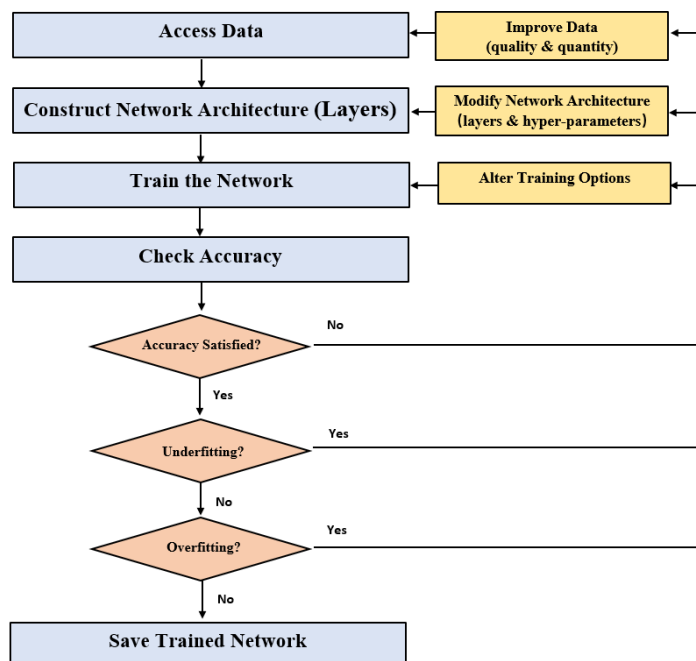 Access Data
Improve Data
(quality & quantity)
Construct Network Architecture (Layers)
Modify Network Architecture
(layers & hyper-parameters)
Train the Network
Alter Training Options
Check Accuracy
No
Accuracy Satisfied?
Yes
Yes
Underfitting?
No
Yes
Overfitting?
No
Save Trained Network